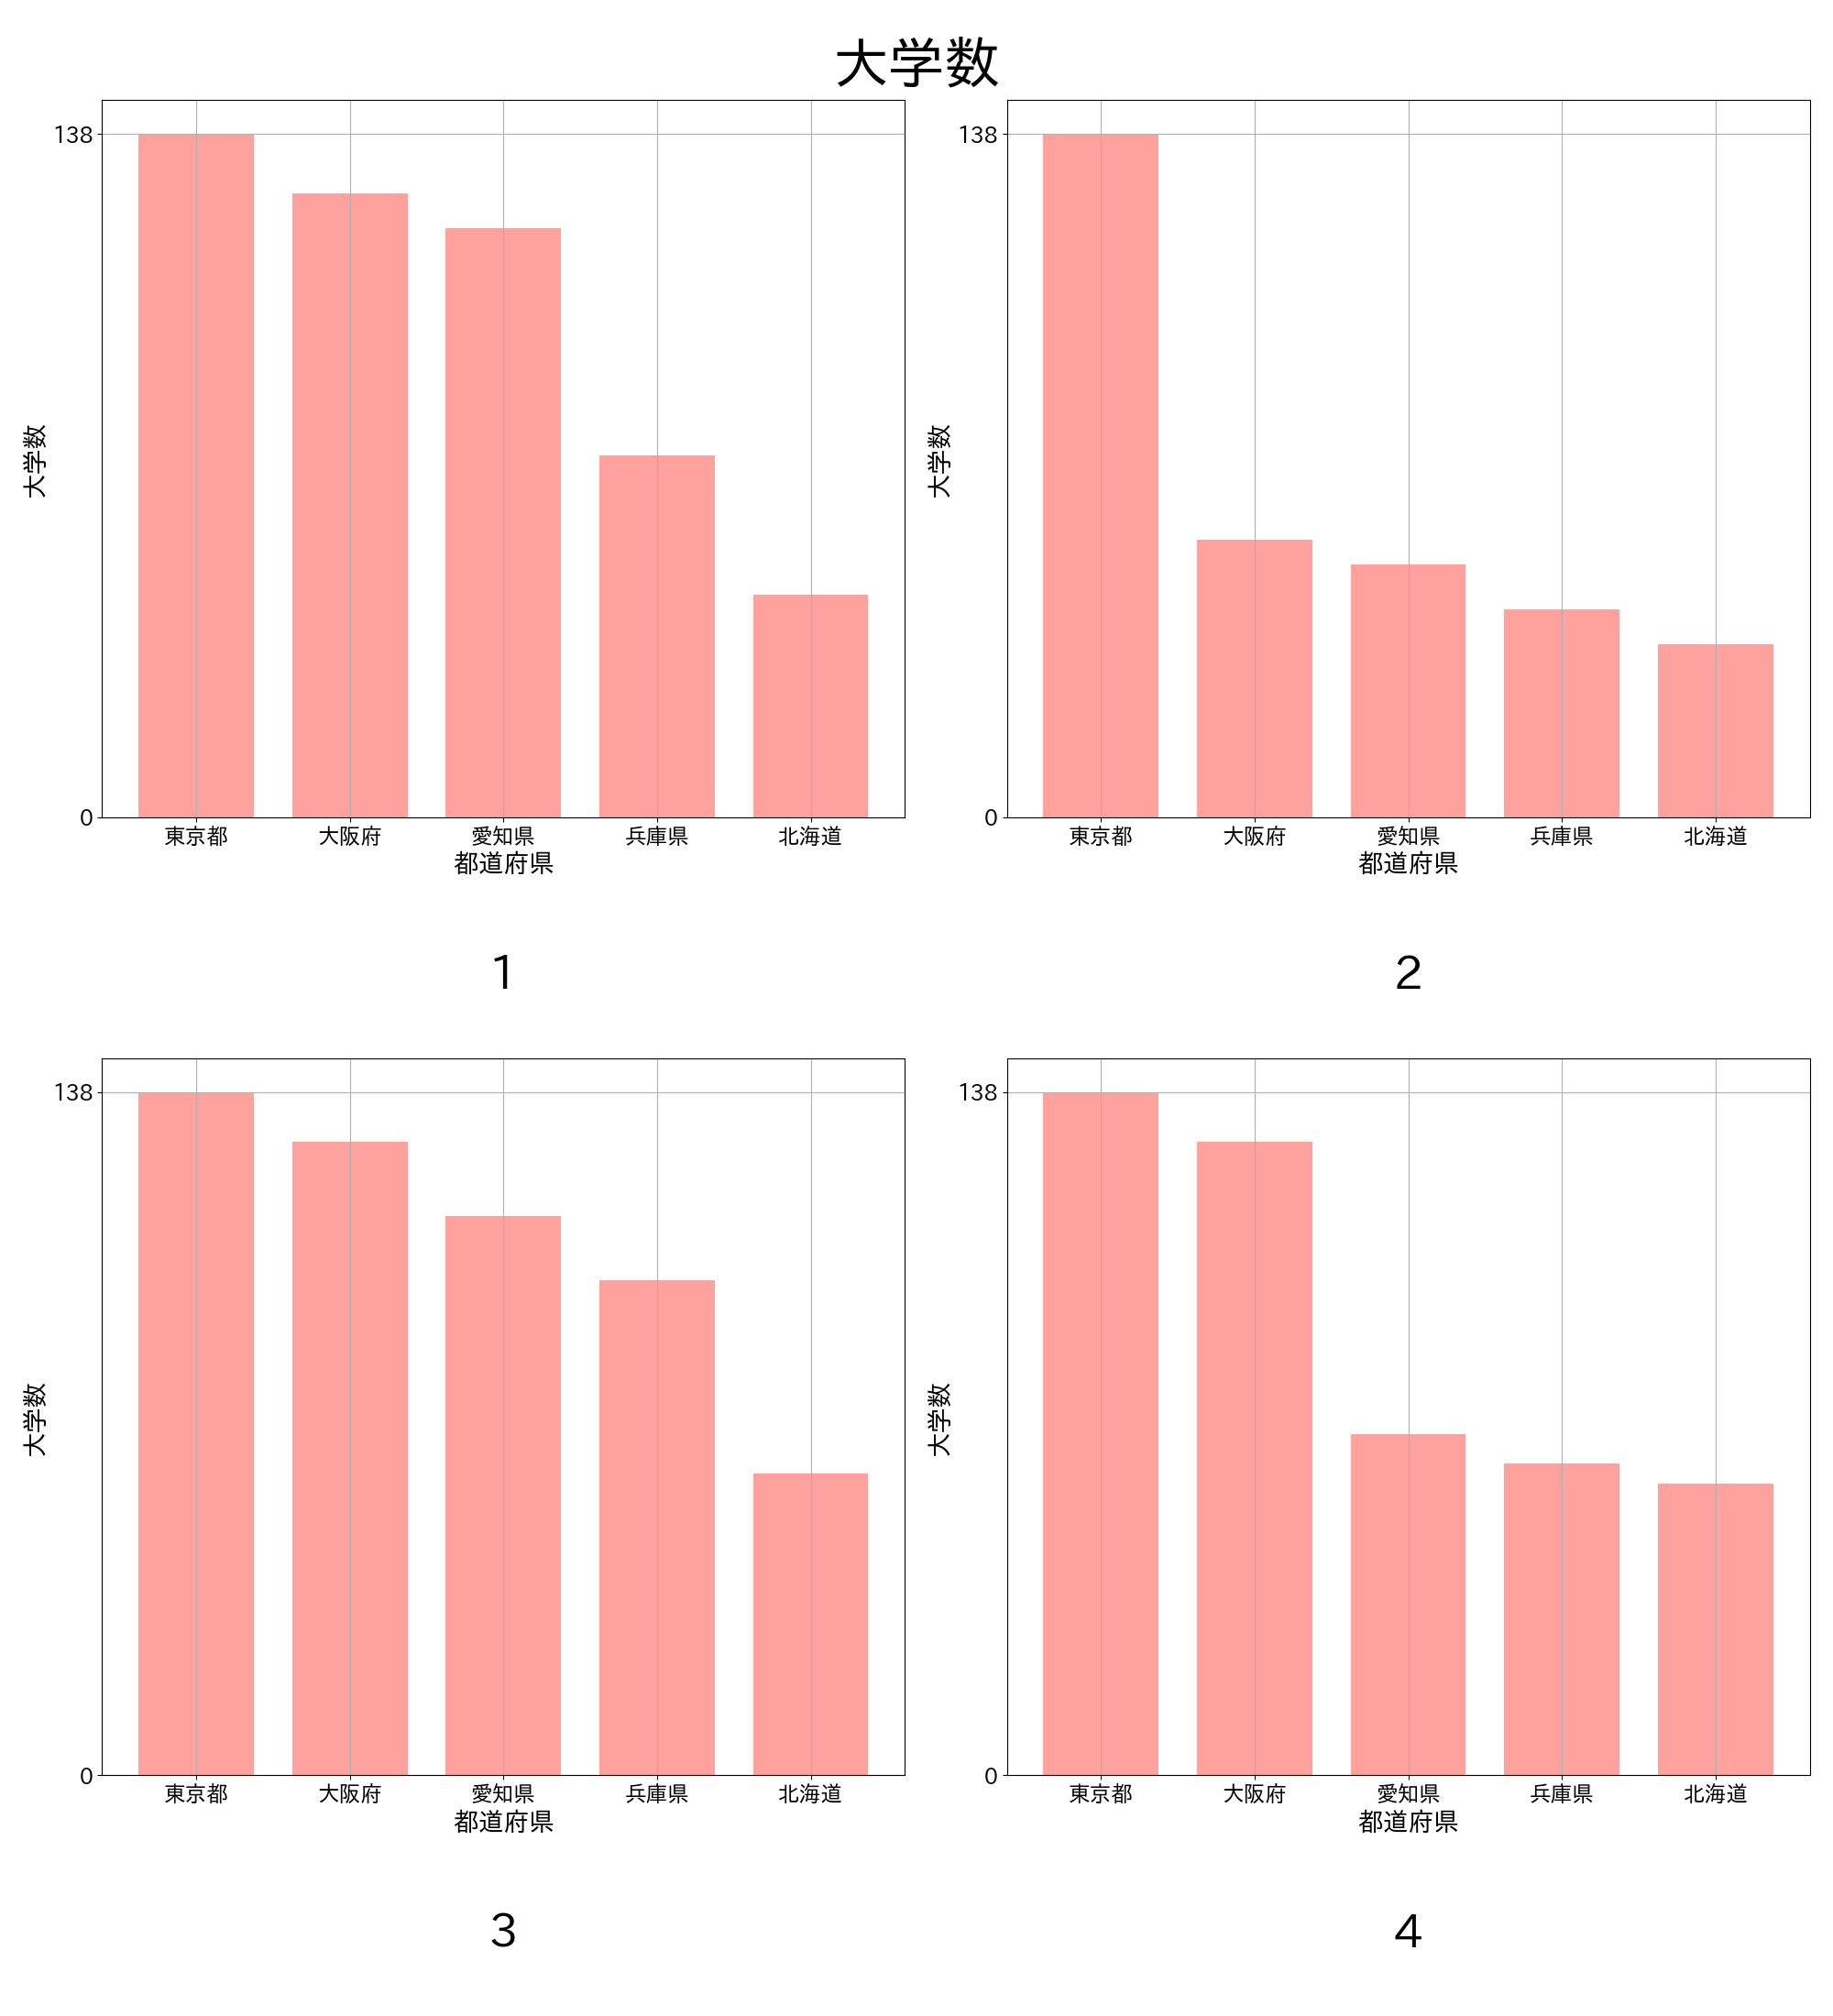 大学数
138
0
大学数
東京都 大阪府 愛知県 兵庫県 北海道
都道府県
1
138
0
大学数
東京都 大阪府 愛知県 兵庫県 北海道
都道府県
2
138
0
大学数
東京都 大阪府 愛知県 兵庫県 北海道
都道府県
3
138
0
大学数
東京都 大阪府 愛知県 兵庫県 北海道
都道府県
4